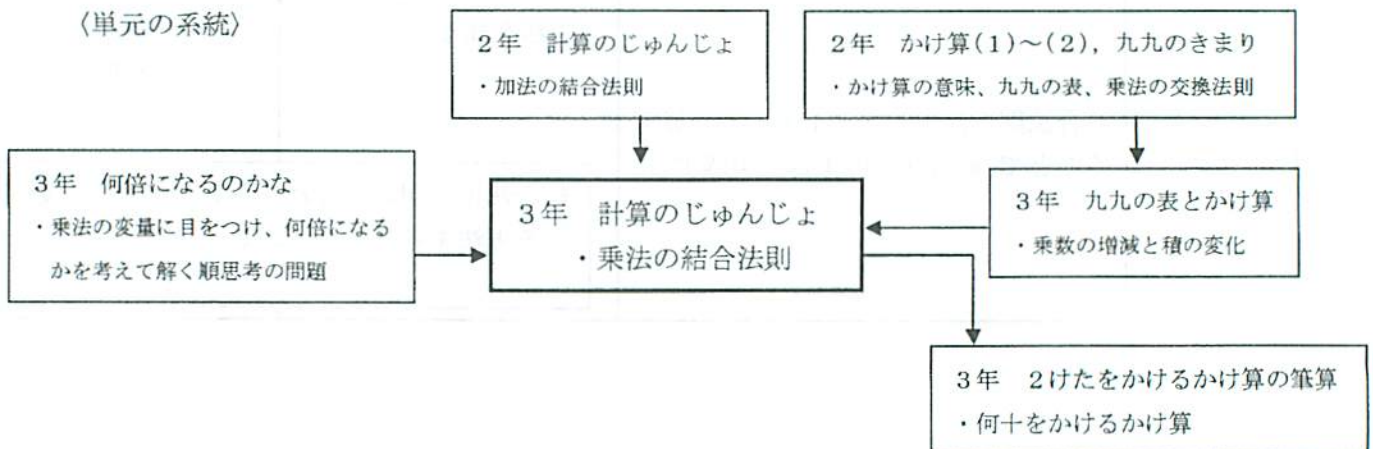 〈単元の系統〉
2年 計算のじゅんじょ
・加法の結合法則
2年 かけ算(1)～(2), 九九のきまり
・かけ算の意味、九九の表、乗法の交換法則
3年 何倍になるのかな
・乗法の変量に目をつけ、何倍になる
かを考えて解く順思考の問題
3年 計算のじゅんじょ
・乗法の結合法則
3年 九九の表とかけ算
・乗数の増減と積の変化
3年 2けたをかけるかけ算の筆算
・何十をかけるかけ算